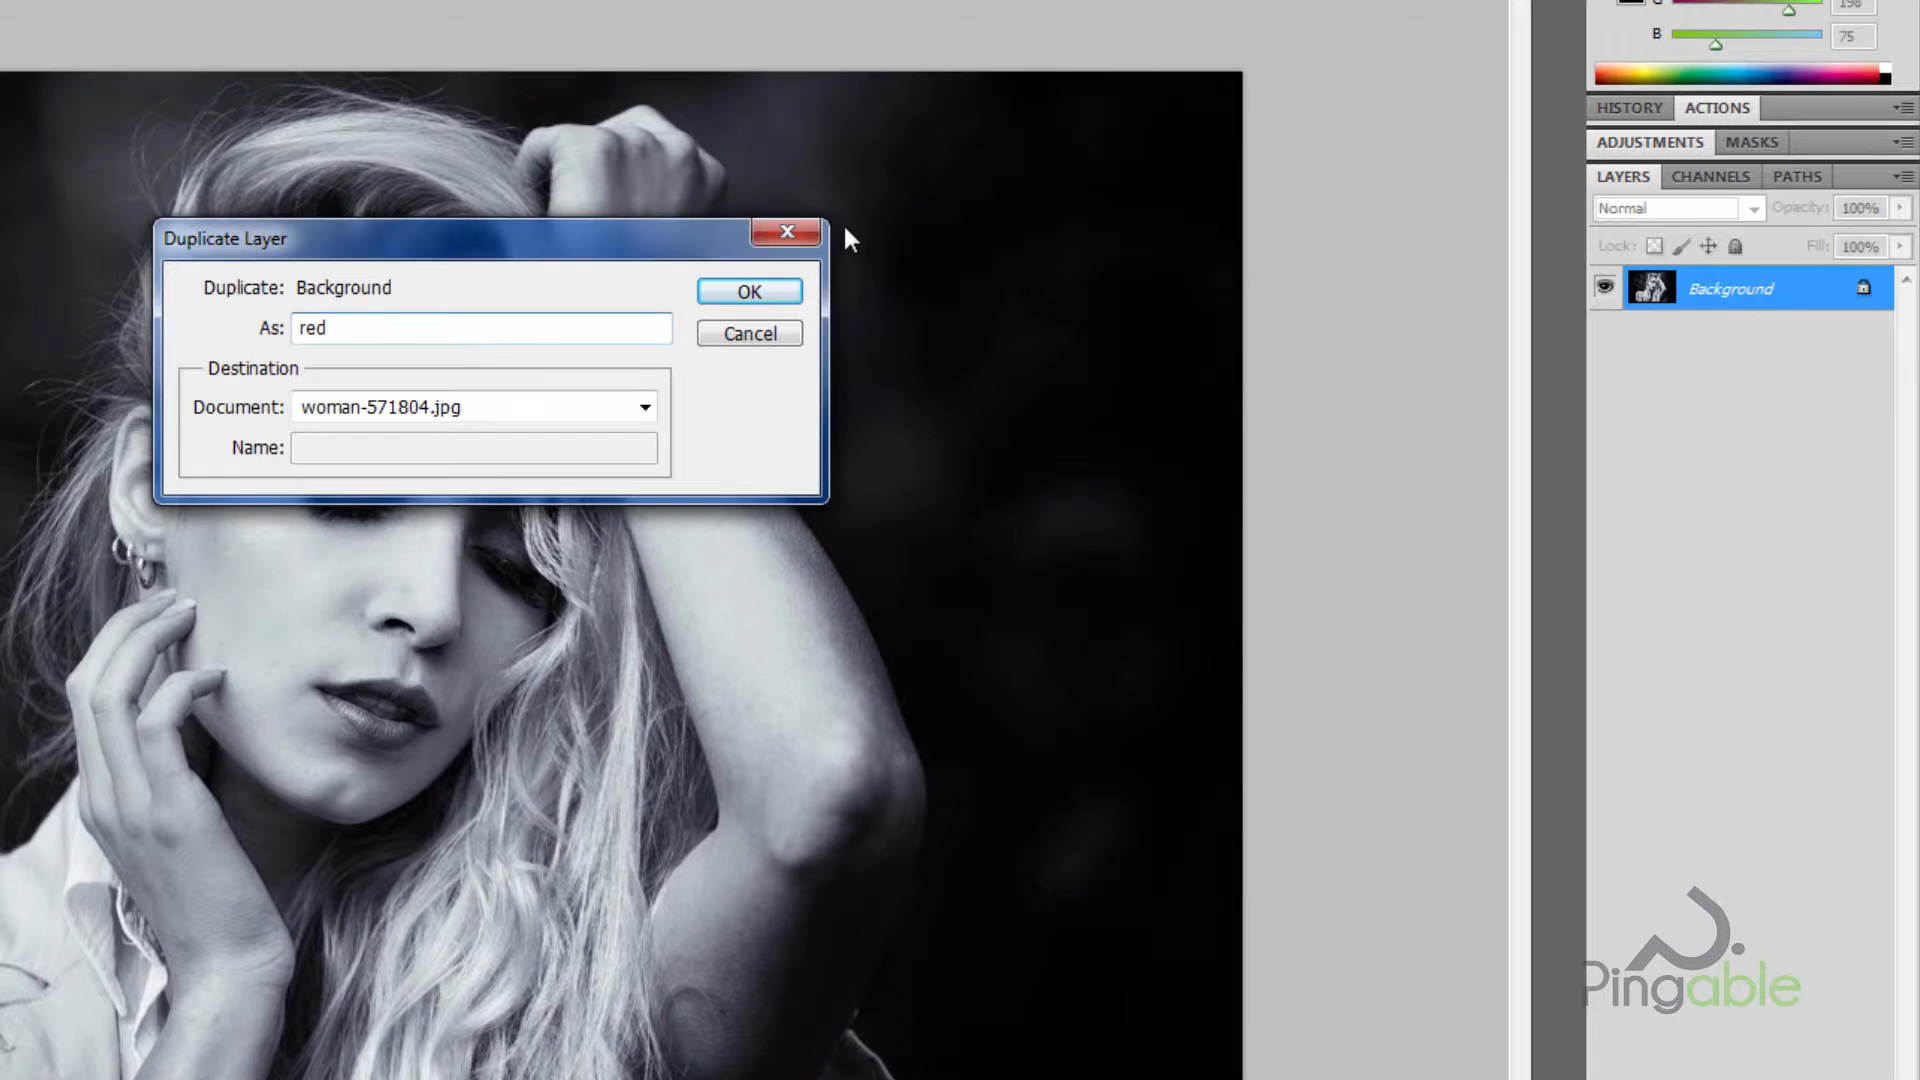 198
B 75
HISTORY ACTIONS
ADJUSTMENTS MASKS
LAYERS CHANNELS PATHS
Normal Opacity: 100%
Lock: Fill: 100%
Background
Duplicate Layer
Duplicate: Background
As: red
OK
Cancel
Destination
Document: woman-571804.jpg
Name:
Pingable